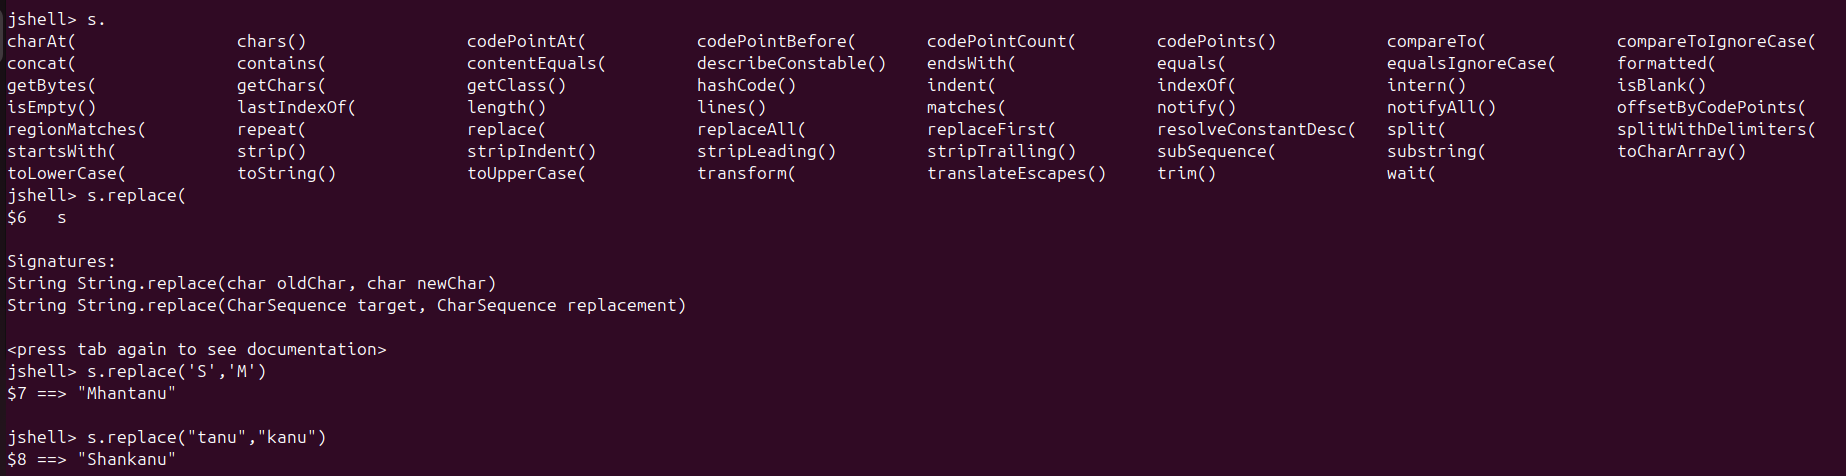 jshell> s.
charAt( chars() codePointAt( codePointBefore( codePointCount( codePoints() compareTo( compareToIgnoreCase(
concat( contains( contentEquals( describeConstable() endsWith( equals( equalsIgnoreCase( formatted(
getBytes( getChars( getClass() hashCode() indent( indexOf( intern() isBlank()
isEmpty() lastIndexOf( length() lines() matches( notify() notifyAll() offsetByCodePoints(
regionMatches( repeat( replace( replaceAll( replaceFirst( resolveConstantDesc( split( splitWithDelimiters(
startsWith( strip() stripIndent() stripLeading() stripTrailing() subSequence( substring( toCharArray()
toLowerCase( toString() toUpperCase( transform( translateEscapes() trim() wait(
jshell> s.replace(
$6 s
Signatures:
String String.replace(char oldChar, char newChar)
String String.replace(CharSequence target, CharSequence replacement)
<press tab again to see documentation>
jshell> s.replace('S','M')
$7 ==> "Mhantanu"
jshell> s.replace("tanu","kanu")
$8 ==> "Shankanu"